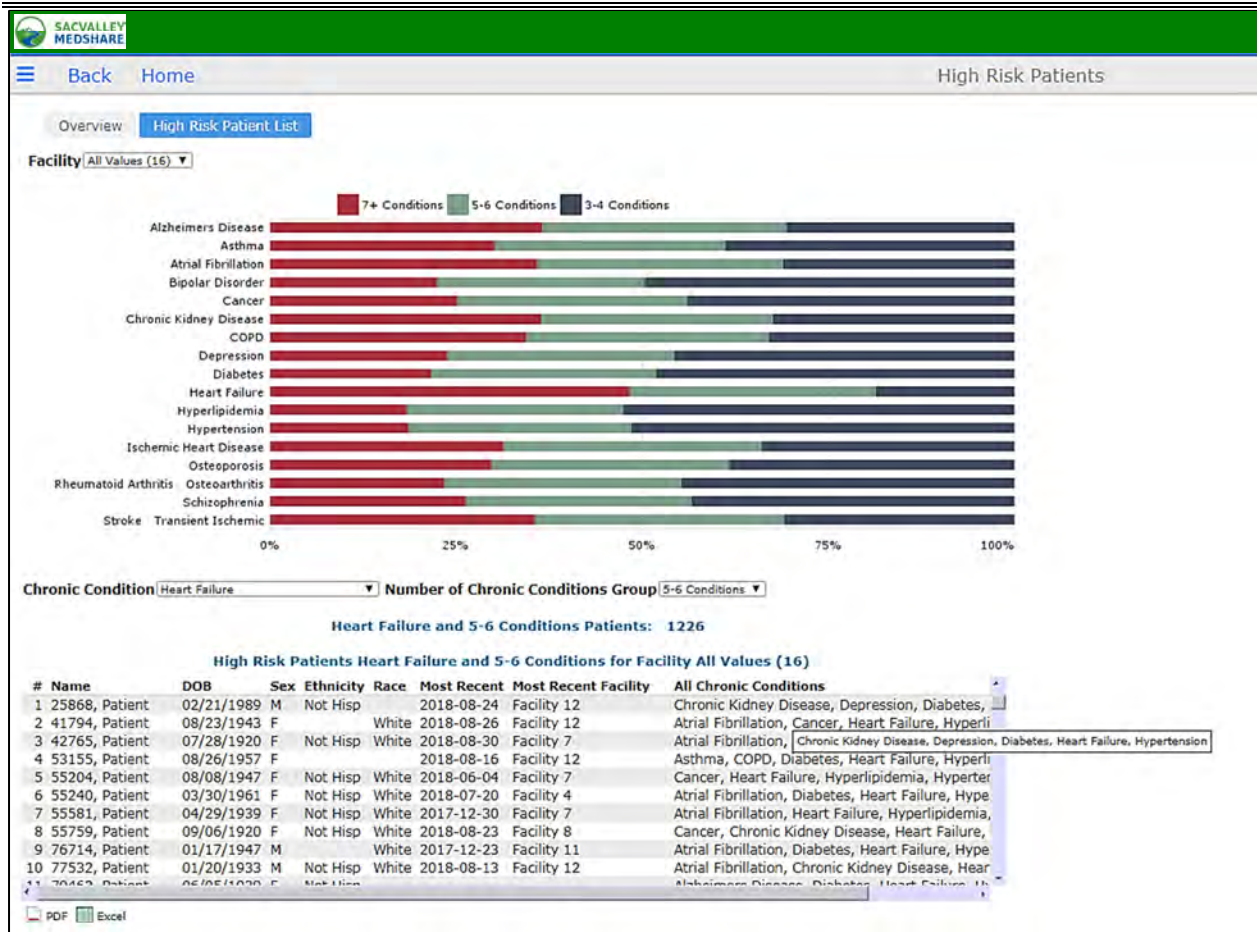 SACVALLEY
MEDSHARE
Back Home High Risk Patients
Overview High Risk Patient List
Facility All Values (16)
7+ Conditions 5-6 Conditions 3-4 Conditions
Alzheimers Disease
Asthma
Atrial Fibrillation
Bipolar Disorder
Cancer
Chronic Kidney Disease
COPD
Depression
Diabetes
Heart Failure
Hyperlipidemia
Hypertension
Ischemic Heart Disease
Osteoporosis
Rheumatoid Arthritis Osteoarthritis
Schizophrenia
Stroke Transient Ischemic
0% 25% 50% 75% 100%
Chronic Condition Heart Failure Number of Chronic Conditions Group 5-6 Conditions
Heart Failure and 5-6 Conditions Patients: 1226
High Risk Patients Heart Failure and 5-6 Conditions for Facility All Values (16)
# Name DOB Sex Ethnicity Race Most Recent Most Recent Facility All Chronic Conditions
1 25868, Patient 02/21/1989 M Not Hisp 2018-08-24 Facility 12 Chronic Kidney Disease, Depression, Diabetes,
2 41794, Patient 08/23/1943 F White 2018-08-26 Facility 12 Atrial Fibrillation, Cancer, Heart Failure, Hyperli
3 42765, Patient 07/28/1920 F Not Hisp White 2018-08-30 Facility 7 Atrial Fibrillation, Chronic Kidney Disease, Depression, Diabetes, Heart Failure, Hypertension
4 53155, Patient 08/26/1957 F 2018-08-16 Facility 12 Asthma, COPD, Diabetes, Heart Failure, Hyperli
5 55204, Patient 08/08/1947 F Not Hisp White 2018-06-04 Facility 7 Cancer, Heart Failure, Hyperlipidemia, Hyperter
6 55240, Patient 03/30/1961 F Not Hisp White 2018-07-20 Facility 4 Atrial Fibrillation, Diabetes, Heart Failure, Hype
7 55581, Patient 04/29/1939 F Not Hisp White 2017-12-30 Facility 7 Atrial Fibrillation, Heart Failure, Hyperlipidemia,
8 55759, Patient 09/06/1920 F Not Hisp White 2018-08-23 Facility 8 Cancer, Chronic Kidney Disease, Heart Failure,
9 76714, Patient 01/17/1947 M White 2017-12-23 Facility 11 Atrial Fibrillation, Diabetes, Heart Failure, Hype
10 77532, Patient 01/20/1933 M Not Hisp White 2018-08-13 Facility 12 Atrial Fibrillation, Chronic Kidney Disease, Hear
PDF Excel